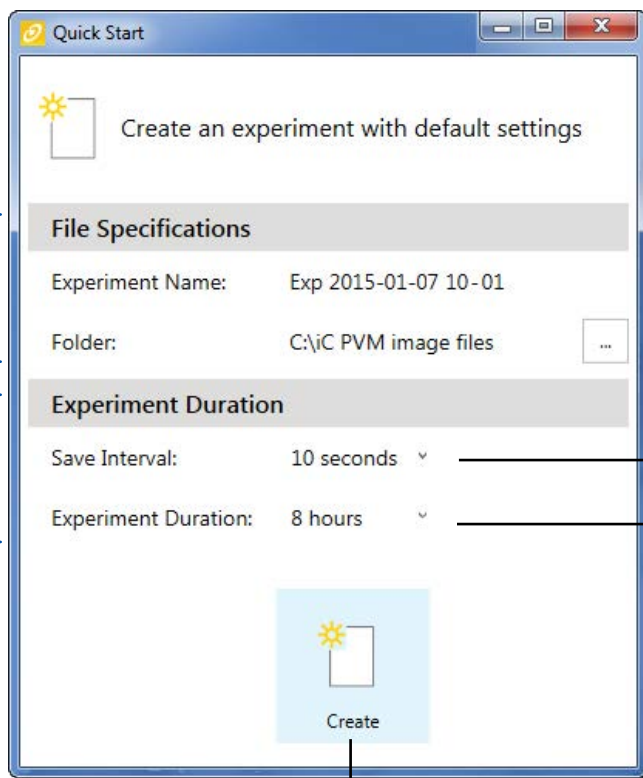 Quick Start
Create an experiment with default settings
File Specifications
Experiment Name: Exp 2015-01-07 10-01
Folder: C:\iC PVM image files ...
Experiment Duration
Save Interval: 10 seconds
Experiment Duration: 8 hours
Create